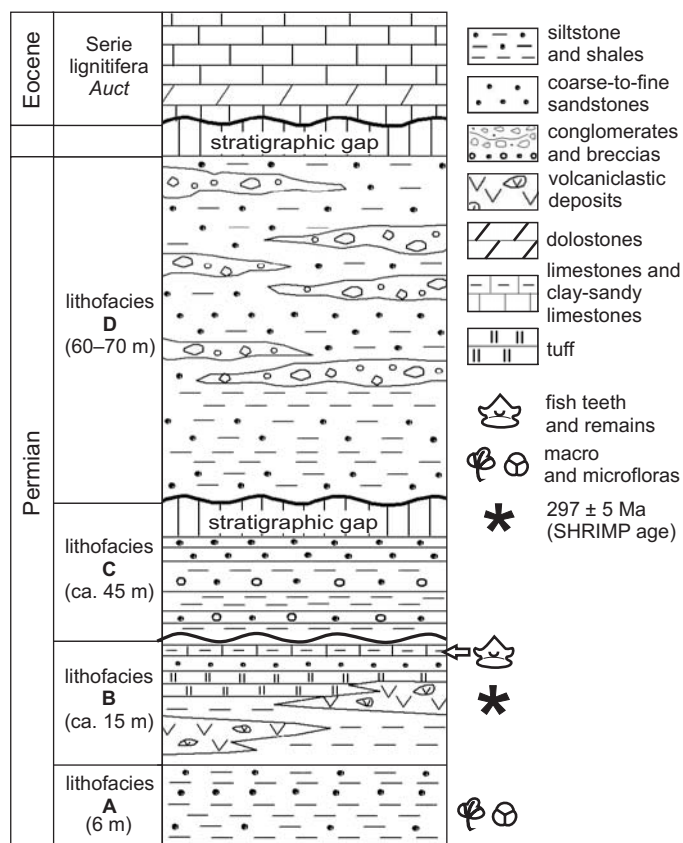 Eocene
Serie
lignitifera
Auct
stratigraphic gap
Permian
lithofacies
D
(60–70 m)
stratigraphic gap
lithofacies
C
(ca. 45 m)
lithofacies
B
(ca. 15 m)
lithofacies
A
(6 m)
siltstone
and shales
coarse-to-fine
sandstones
conglomerates
and breccias
volcaniclastic
deposits
dolostones
limestones and
clay-sandy
limestones
tuff
fish teeth
and remains
macro
and microfloras
297 ± 5 Ma
(SHRIMP age)